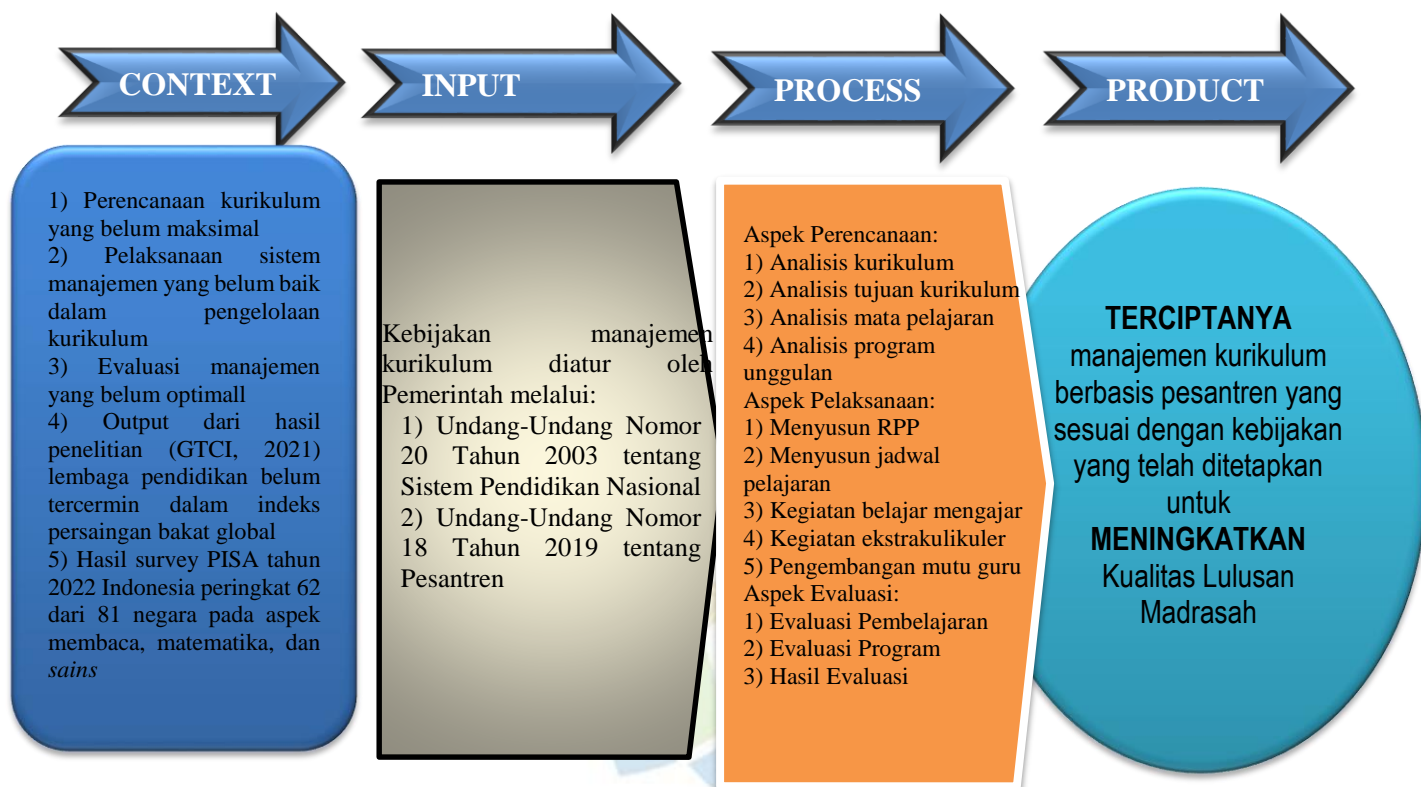 CONTEXT
INPUT
PROCESS
PRODUCT
1) Perencanaan kurikulum
yang belum maksimal
2) Pelaksanaan sistem
manajemen yang belum baik
dalam pengelolaan
kurikulum
3) Evaluasi manajemen
yang belum optimall
4) Output dari hasil
penelitian (GTCI, 2021)
lembaga pendidikan belum
tercermin dalam indeks
persaingan bakat global
5) Hasil survey PISA tahun
2022 Indonesia peringkat 62
dari 81 negara pada aspek
membaca, matematika, dan
sains
Kebijakan manajemen
kurikulum diatur oleh
Pemerintah melalui:
1) Undang-Undang Nomor
20 Tahun 2003 tentang
Sistem Pendidikan Nasional
2) Undang-Undang Nomor
18 Tahun 2019 tentang
Pesantren
Aspek Perencanaan:
1) Analisis kurikulum
2) Analisis tujuan kurikulum
3) Analisis mata pelajaran
4) Analisis program
unggulan
Aspek Pelaksanaan:
1) Menyusun RPP
2) Menyusun jadwal
pelajaran
3) Kegiatan belajar mengajar
4) Kegiatan ekstrakulikuler
5) Pengembangan mutu guru
Aspek Evaluasi:
1) Evaluasi Pembelajaran
2) Evaluasi Program
3) Hasil Evaluasi
TERCIPTANYA
manajemen kurikulum
berbasis pesantren yang
sesuai dengan kebijakan
yang telah ditetapkan
untuk
MENINGKATKAN
Kualitas Lulusan
Madrasah